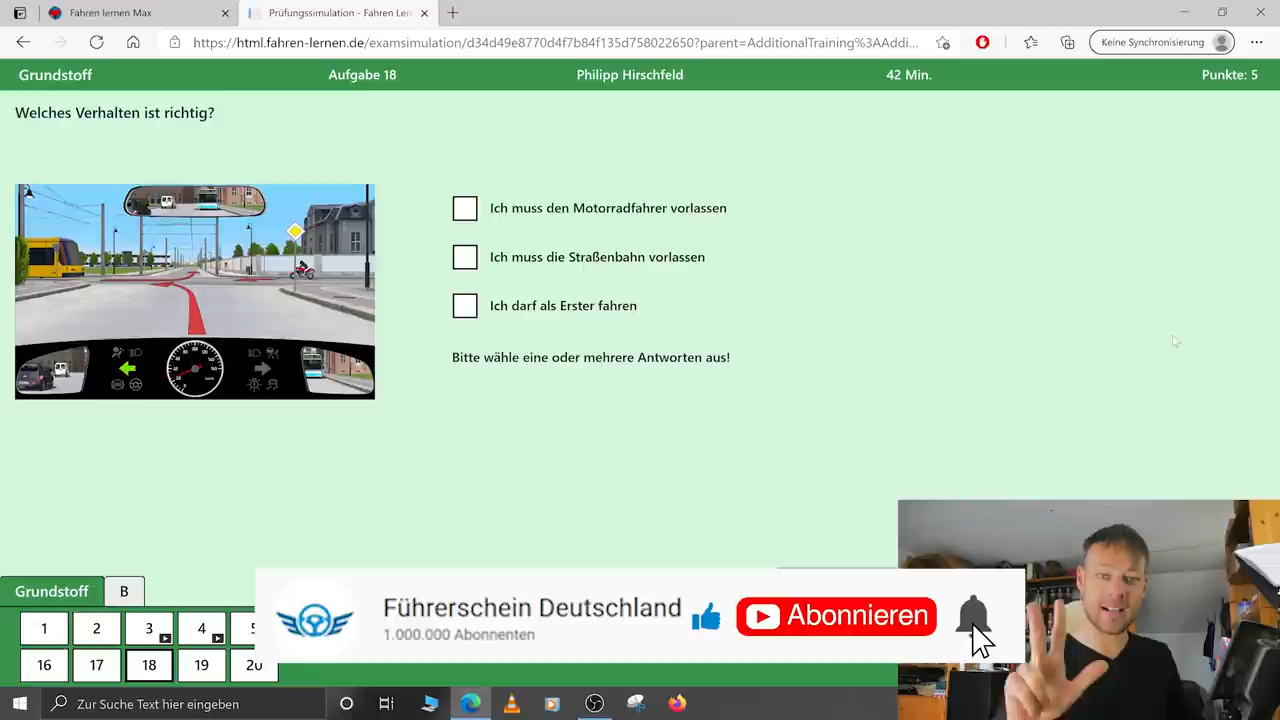 Fahren lernen Max
Prüfungssimulation - Fahren Ler
https://html.fahren-lernen.de/examsimulation/d34d49e8770d4f7b84f135d758022650?parent=AdditionalTraining%3AAddi...
Keine Synchronisierung
Grundstoff
Aufgabe 18
Philipp Hirschfeld
42 Min.
Punkte: 5
Welches Verhalten ist richtig?
Ich muss den Motorradfahrer vorlassen
Ich muss die Straßenbahn vorlassen
Ich darf als Erster fahren
Bitte wähle eine oder mehrere Antworten aus!
Grundstoff
B
1 2 3 4 5
16 17 18 19 20
Führerschein Deutschland
1.000.000 Abonnenten
Abonnieren
Zur Suche Text hier eingeben